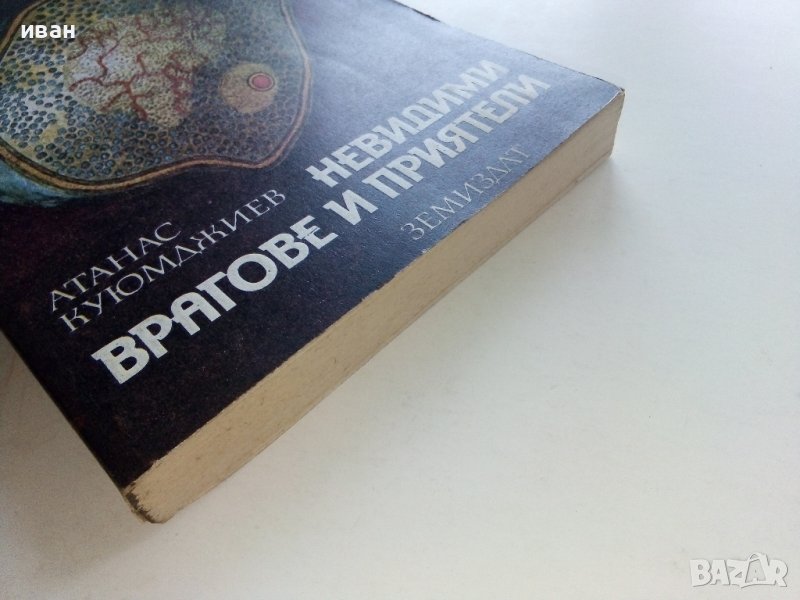 иван
АТАНАС
КУЮМДЖИЕВ
НЕВИДИМИ
ВРАГОВЕ И ПРИЯТЕЛИ
ЗЕМИЗДАТ
BAZAR